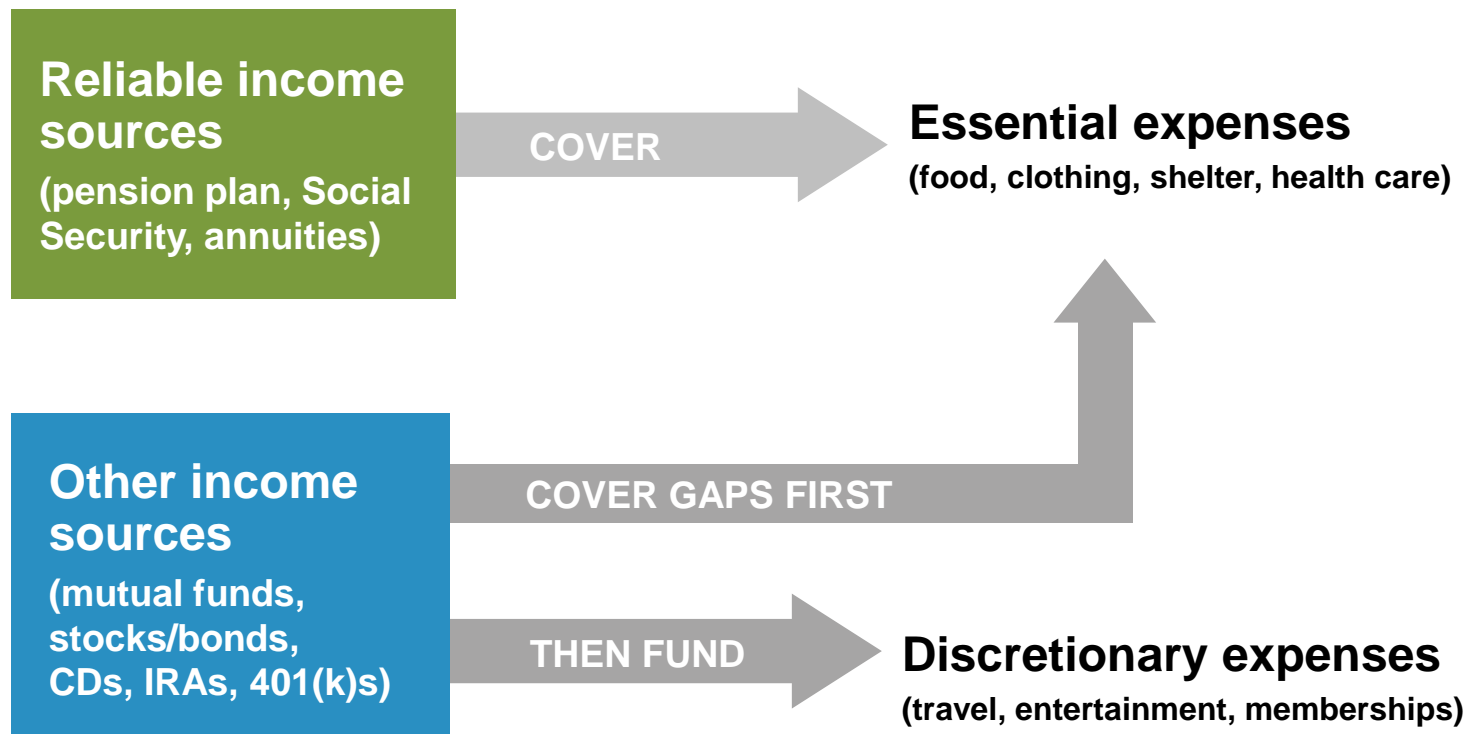 Reliable income
sources
(pension plan, Social
Security, annuities)
COVER
Essential expenses
(food, clothing, shelter, health care)
Other income
sources
(mutual funds,
stocks/bonds,
CDs, IRAs, 401(k)s)
COVER GAPS FIRST
THEN FUND
Discretionary expenses
(travel, entertainment, memberships)